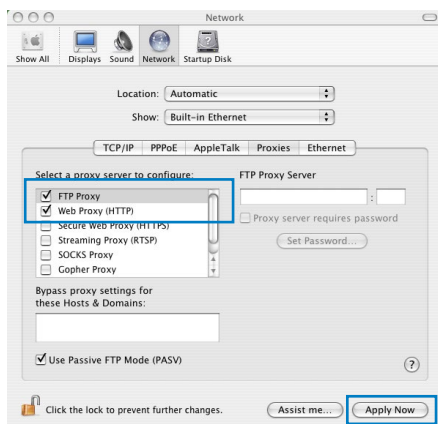 Network
Show All Displays Sound Network Startup Disk
Location: Automatic
Show: Built-in Ethernet
TCP/IP PPPoE AppleTalk Proxies Ethernet
Select a proxy server to configure: FTP Proxy Server
FTP Proxy
Web Proxy (HTTP) :
Secure Web Proxy (HTTPS) Proxy server requires password
Streaming Proxy (RTSP) Set Password...
SOCKS Proxy
Gopher Proxy
Bypass proxy settings for
these Hosts & Domains:
Use Passive FTP Mode (PASV) ?
Click the lock to prevent further changes. Assist me... Apply Now